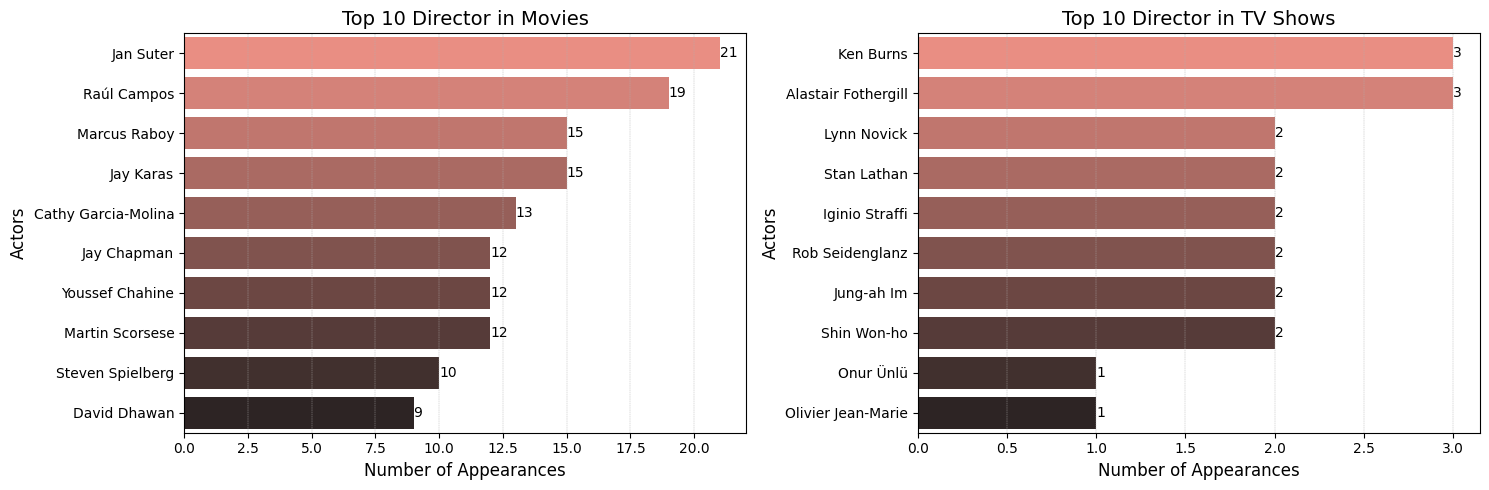 Top 10 Director in Movies
Actors
Jan Suter
21
Raúl Campos
19
Marcus Raboy
15
Jay Karas
15
Cathy Garcia-Molina
13
Jay Chapman
12
Youssef Chahine
12
Martin Scorsese
12
Steven Spielberg
10
David Dhawan
9
0.0 2.5 5.0 7.5 10.0 12.5 15.0 17.5 20.0
Number of Appearances
Top 10 Director in TV Shows
Actors
Ken Burns
3
Alastair Fothergill
3
Lynn Novick
2
Stan Lathan
2
Iginio Straffi
2
Rob Seidenglanz
2
Jung-ah Im
2
Shin Won-ho
2
Onur Ünlü
1
Olivier Jean-Marie
1
0.0 0.5 1.0 1.5 2.0 2.5 3.0
Number of Appearances